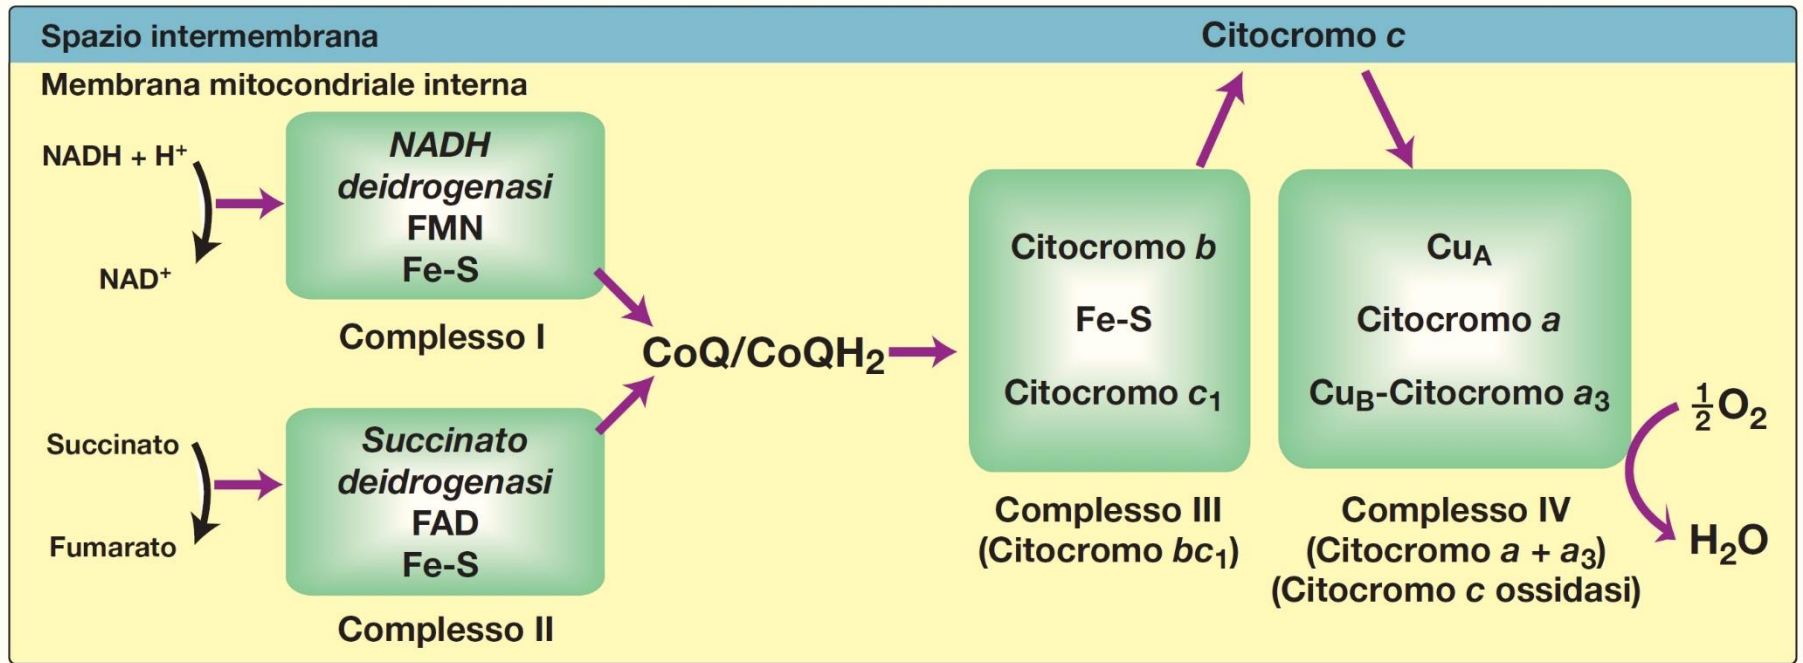 Spazio intermembrana
Citocromo c
Membrana mitocondriale interna
NADH + H⁺
NAD⁺
NADH
deidrogenasi
FMN
Fe-S
Complesso I
Succinato
Fumarato
Succinato
deidrogenasi
FAD
Fe-S
Complesso II
CoQ/CoQH₂
Citocromo b
Fe-S
Citocromo c₁
Complesso III
(Citocromo bc₁)
Cu_A
Citocromo a
Cu_B-Citocromo a₃
Complesso IV
(Citocromo a + a₃)
(Citocromo c ossidasi)
½O₂
H₂O